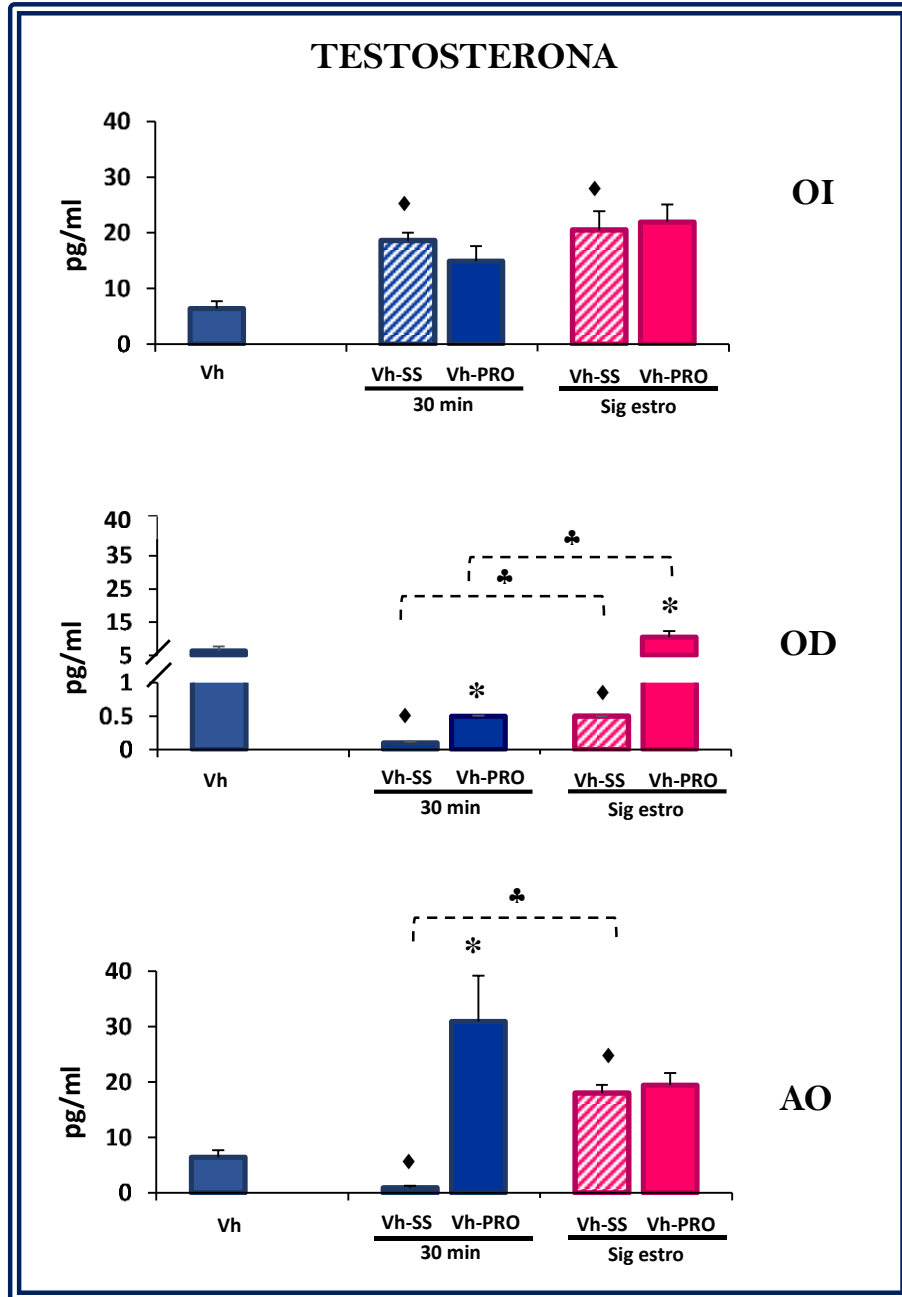 TESTOSTERONA
40
30
20
10
0
pg/ml
♦
♦
OI
Vh
Vh-SS Vh-PRO
30 min
Vh-SS Vh-PRO
Sig estro
40
35
25
15
5
1
0.5
0
pg/ml
♣
♣
♦
*
♦
*
OD
Vh
Vh-SS Vh-PRO
30 min
Vh-SS Vh-PRO
Sig estro
40
30
20
10
0
pg/ml
♣
♦
*
♦
AO
Vh
Vh-SS Vh-PRO
30 min
Vh-SS Vh-PRO
Sig estro